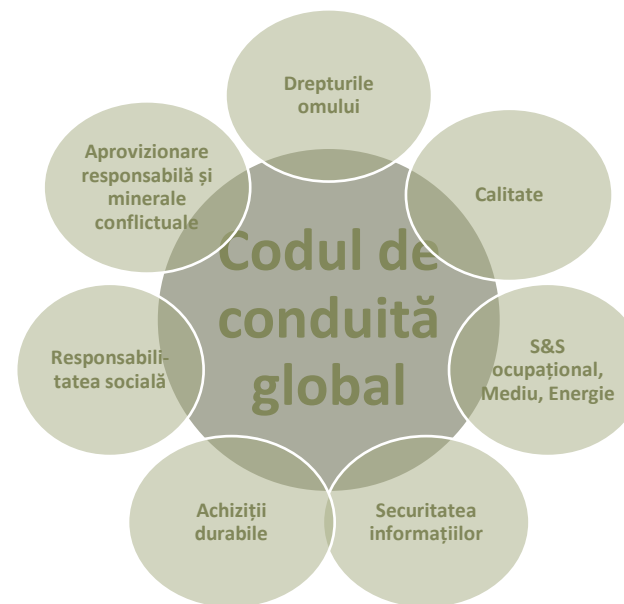 Drepturile
omului
Calitate
S&S
ocupațional,
Mediu, Energie
Securitatea
informațiilor
Achiziții
durabile
Responsabili-
tatea socială
Aprovizionare
responsabilă și
minerale
conflictuale
Codul de
conduită
global